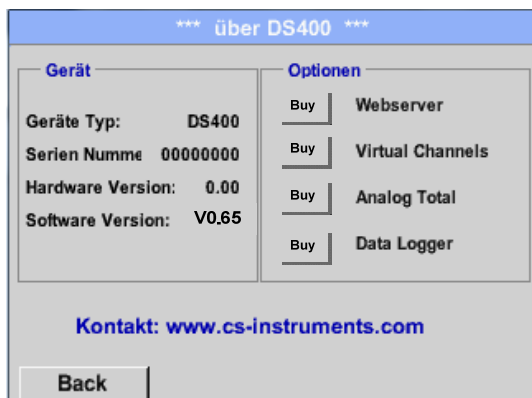 *** über DS400 ***
Gerät
Geräte Typ: DS400
Serien Numme 00000000
Hardware Version: 0.00
Software Version: V0.65
Optionen
Buy Webserver
Buy Virtual Channels
Buy Analog Total
Buy Data Logger
Kontakt: www.cs-instruments.com
Back